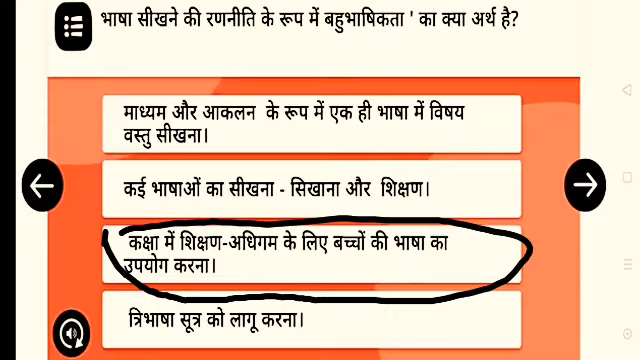 भाषा सीखने की रणनीति के रूप में बहुभाषिकता ' का क्या अर्थ है?
माध्यम और आकलन के रूप में एक ही भाषा में विषय
वस्तु सीखना।
कई भाषाओं का सीखना - सिखाना और शिक्षण।
कक्षा में शिक्षण-अधिगम के लिए बच्चों की भाषा का
उपयोग करना।
त्रिभाषा सूत्र को लागू करना।